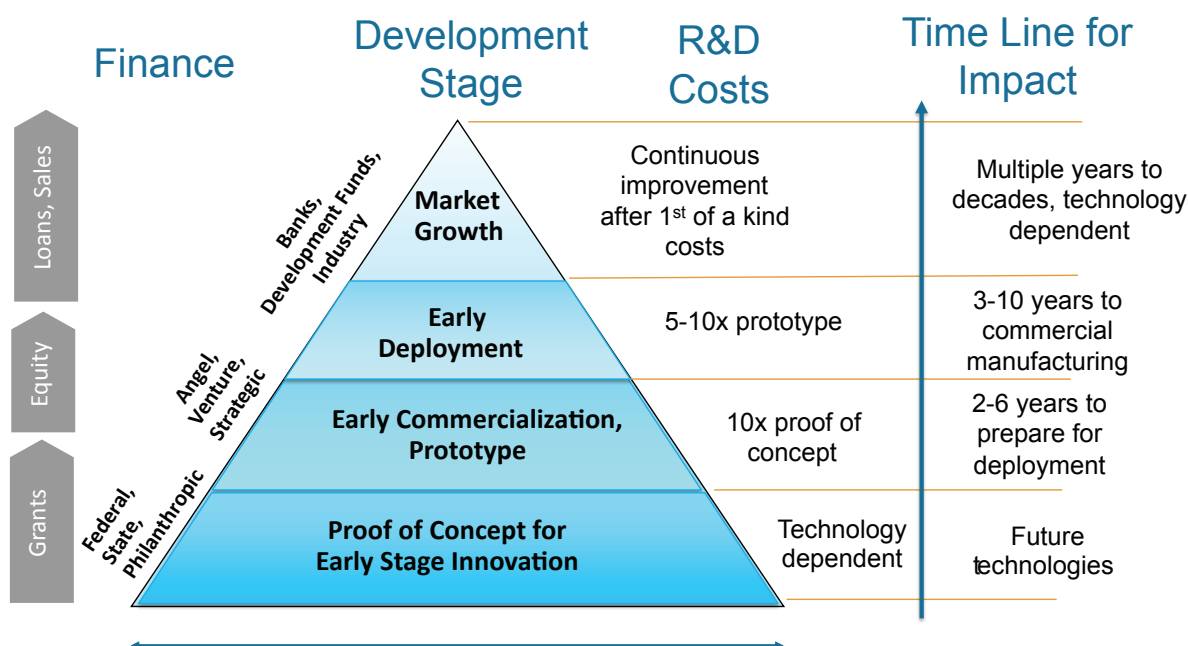 Finance
Development
Stage
R&D
Costs
Time Line for
Impact
Loans, Sales
Equity
Grants
Banks,
Development Funds,
Industry
Angel,
Venture,
Strategic
Federal,
State,
Philanthropic
Market
Growth
Early
Deployment
Early Commercialization,
Prototype
Proof of Concept for
Early Stage Innovation
Continuous
improvement
after 1st of a kind
costs
5-10x prototype
10x proof of
concept
Technology
dependent
Multiple years to
decades, technology
dependent
3-10 years to
commercial
manufacturing
2-6 years to
prepare for
deployment
Future
technologies